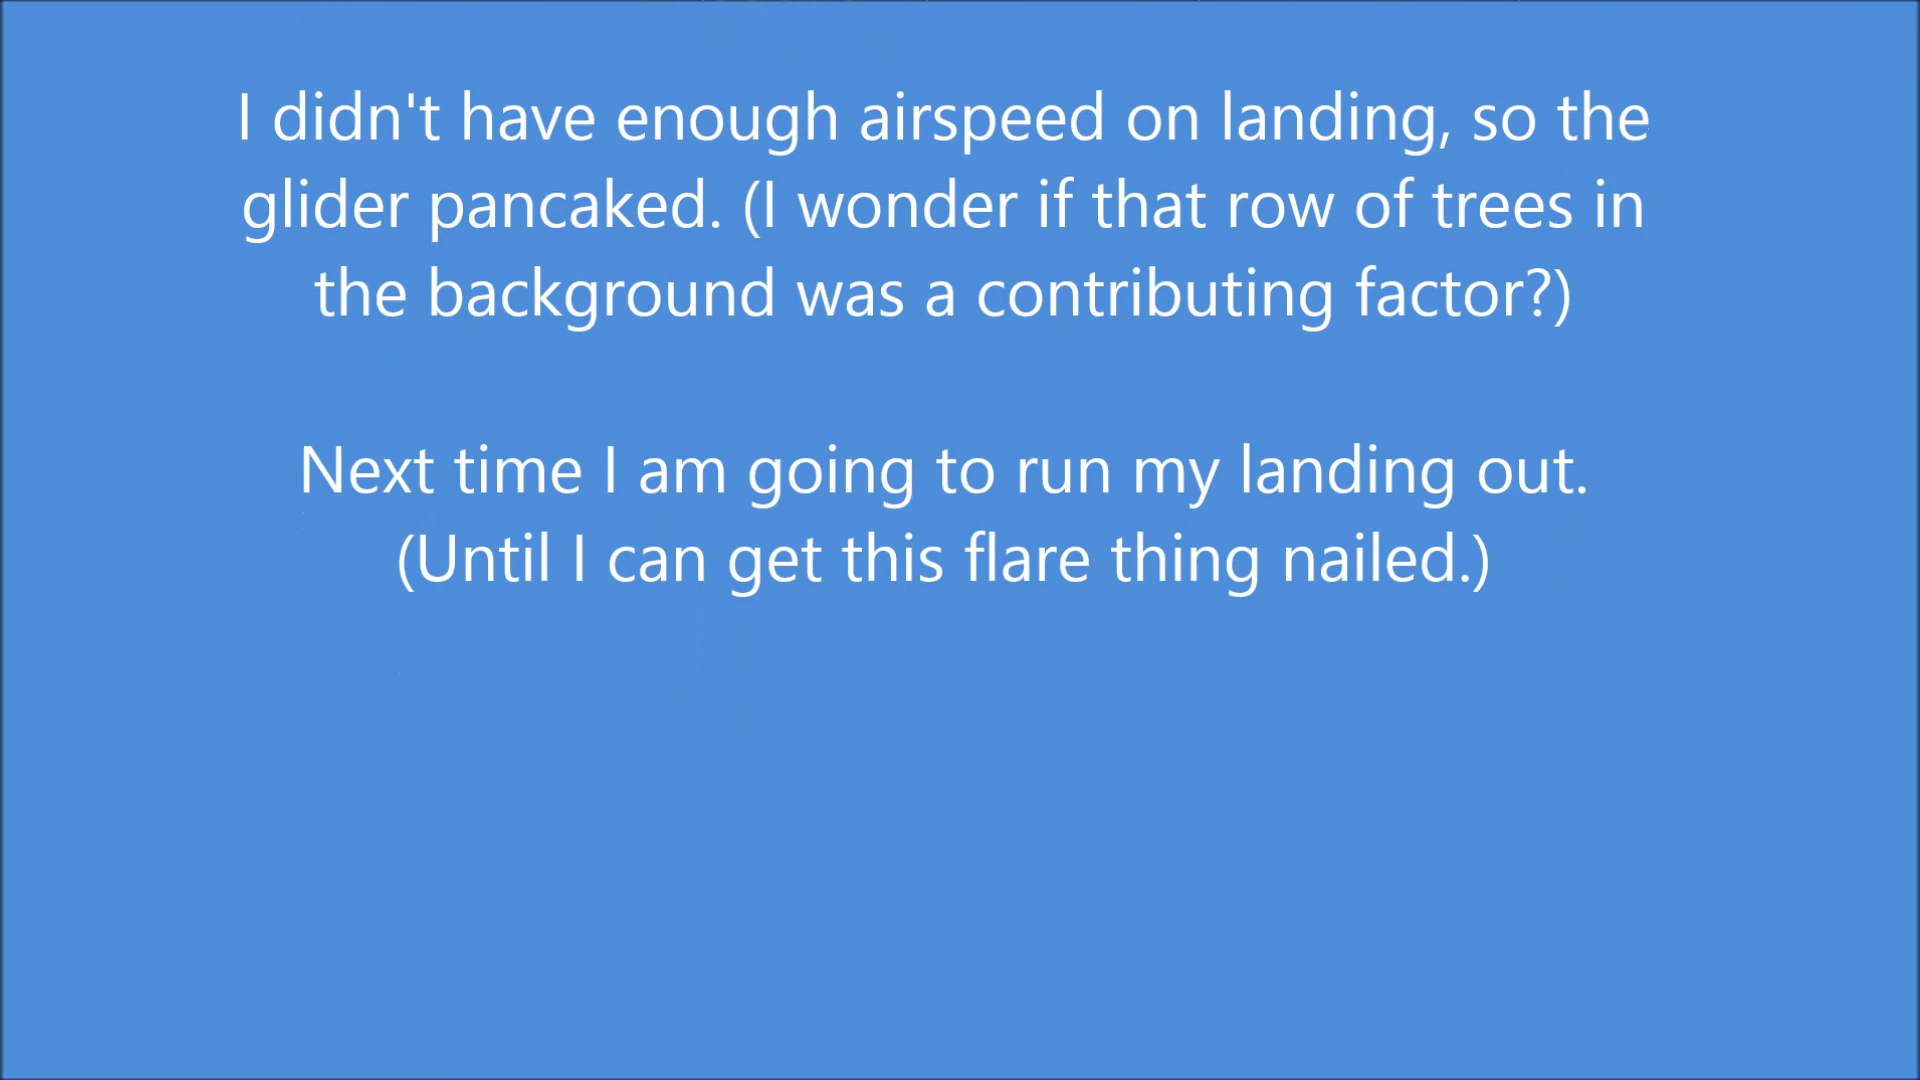 I didn't have enough airspeed on landing, so the
glider pancaked. (I wonder if that row of trees in
the background was a contributing factor?)
Next time I am going to run my landing out.
(Until I can get this flare thing nailed.)